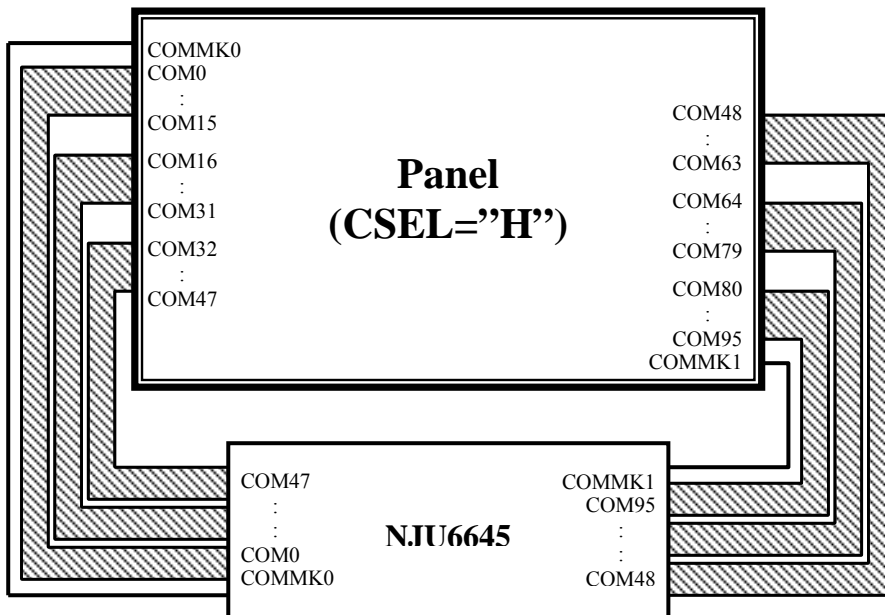 COMMK0
COM0
:
COM15
COM16
:
COM31
COM32
:
COM47
Panel
(CSEL=”H”)
COM48
:
COM63
COM64
:
COM79
COM80
:
COM95
COMMK1
COM47
:
:
COM0
COMMK0
NJU6645
COMMK1
COM95
:
:
COM48